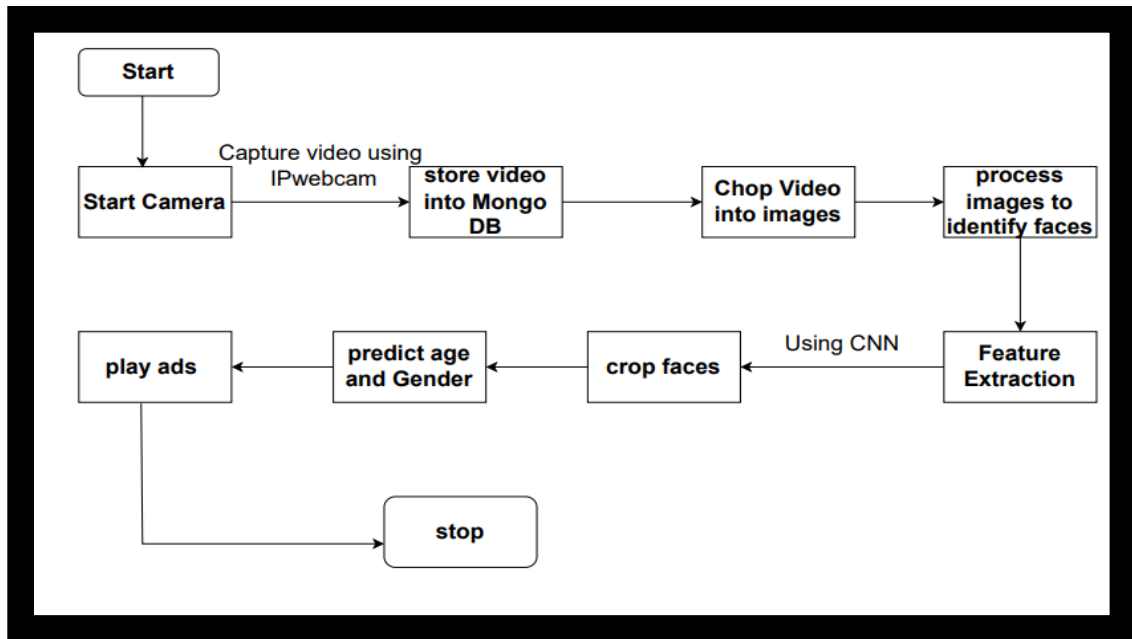 Start
Capture video using
IPwebcam
Start Camera
store video
into Mongo
DB
Chop Video
into images
process
images to
identify faces
play ads
predict age
and Gender
crop faces
Using CNN
Feature
Extraction
stop